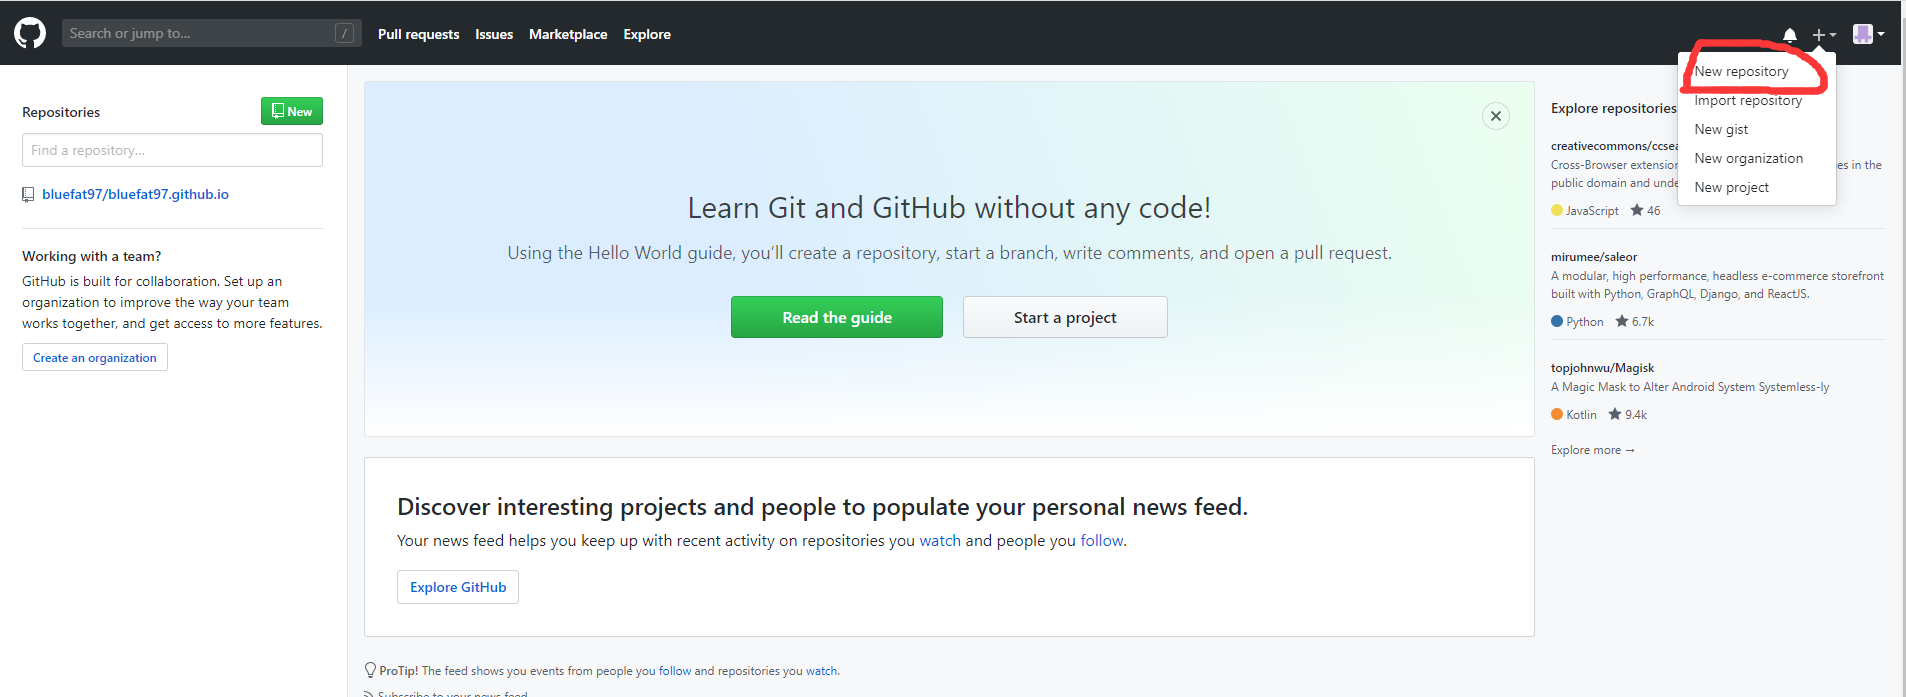 Search or jump to... /
Pull requests Issues Marketplace Explore
New repository
Import repository
New gist
New organization
New project
Repositories New
Find a repository...
bluefat97/bluefat97.github.io
Working with a team?
GitHub is built for collaboration. Set up an
organization to improve the way your team
works together, and get access to more features.
Create an organization
Learn Git and GitHub without any code!
Using the Hello World guide, you’ll create a repository, start a branch, write comments, and open a pull request.
Read the guide Start a project
Discover interesting projects and people to populate your personal news feed.
Your news feed helps you keep up with recent activity on repositories you watch and people you follow.
Explore GitHub
ProTip! The feed shows you events from people you follow and repositories you watch.
Subscribe to your news feed
Explore repositories
creativecommons/ccsea
Cross-Browser extension es in the
public domain and unde
JavaScript 46
mirumee/saleor
A modular, high performance, headless e-commerce storefront
built with Python, GraphQL, Django, and ReactJS.
Python 6.7k
topjohnwu/Magisk
A Magic Mask to Alter Android System Systemless-ly
Kotlin 9.4k
Explore more →